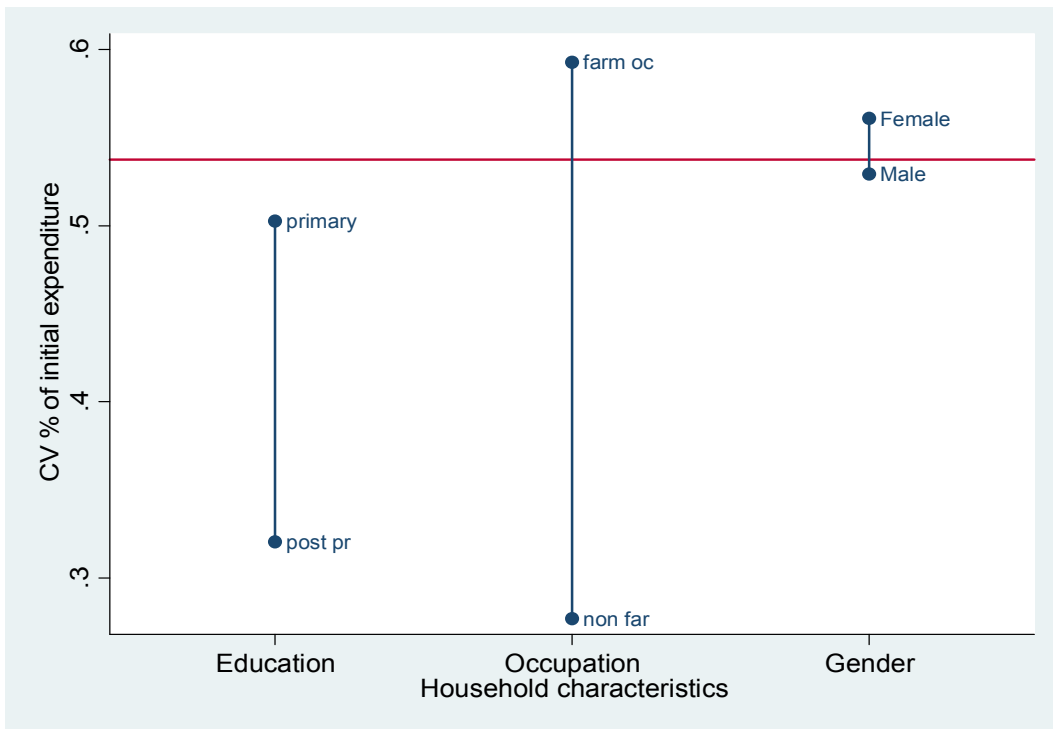 CV % of initial expenditure
.6
.5
.4
.3
farm oc
Female
Male
primary
post pr
non far
Education
Occupation
Gender
Household characteristics